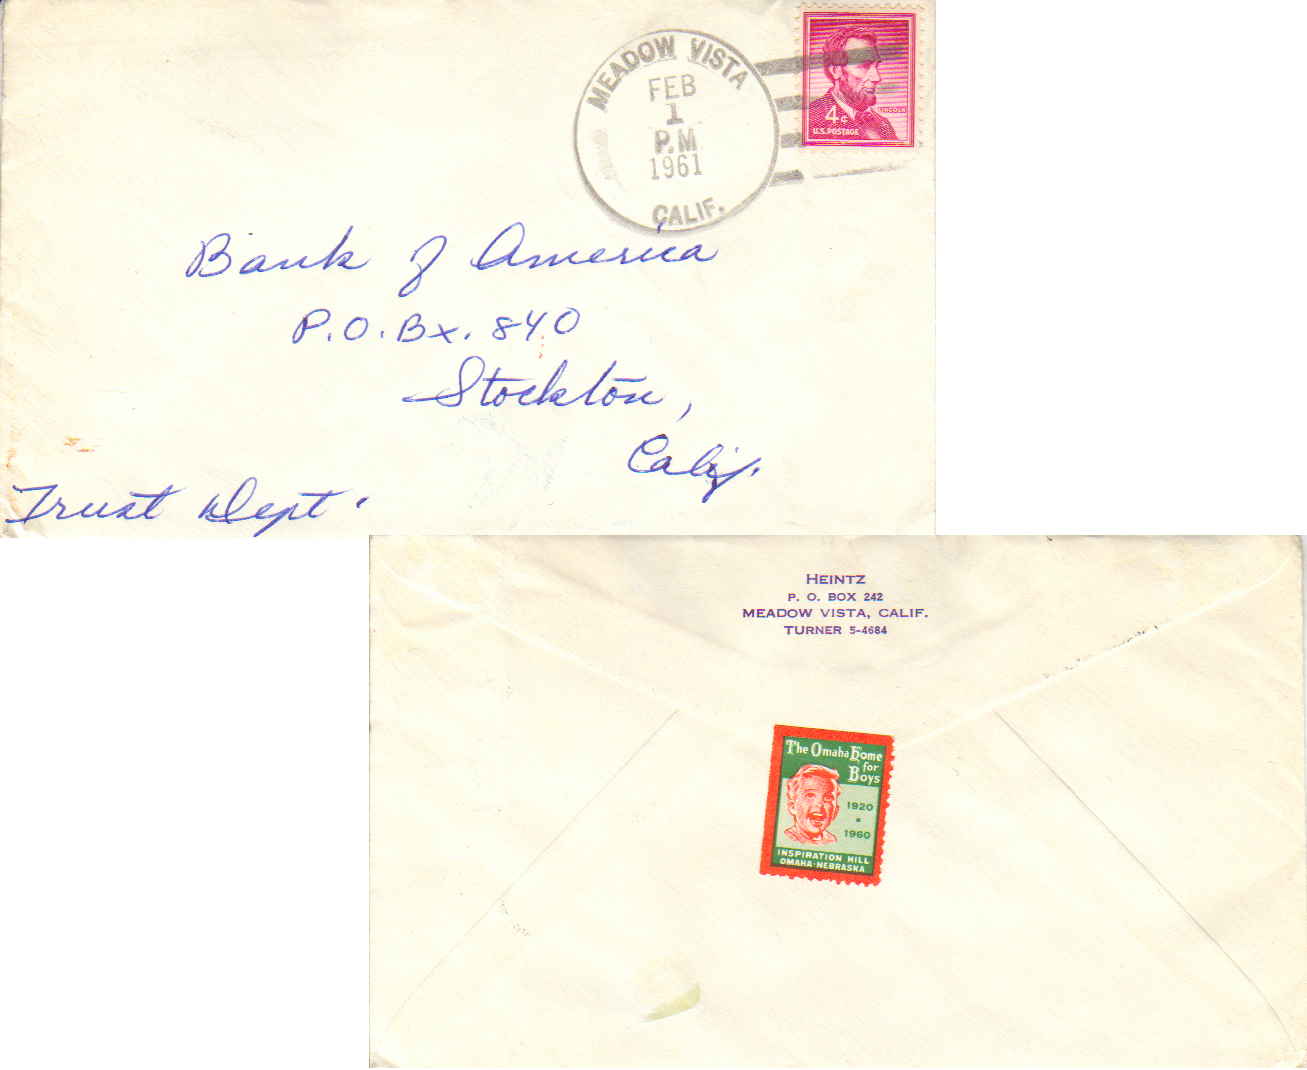 MEADOW VISTA
FEB
1
P.M
1961
CALIF.
LINCOLN
4¢
U.S. POSTAGE
Bank of America
P.O. Bx. 840
Stockton,
Calif.
Trust Dept.
HEINTZ
P. O. BOX 242
MEADOW VISTA, CALIF.
TURNER 5-4684
The Omaha Home
for
Boys
1920
•
1960
INSPIRATION HILL
OMAHA-NEBRASKA